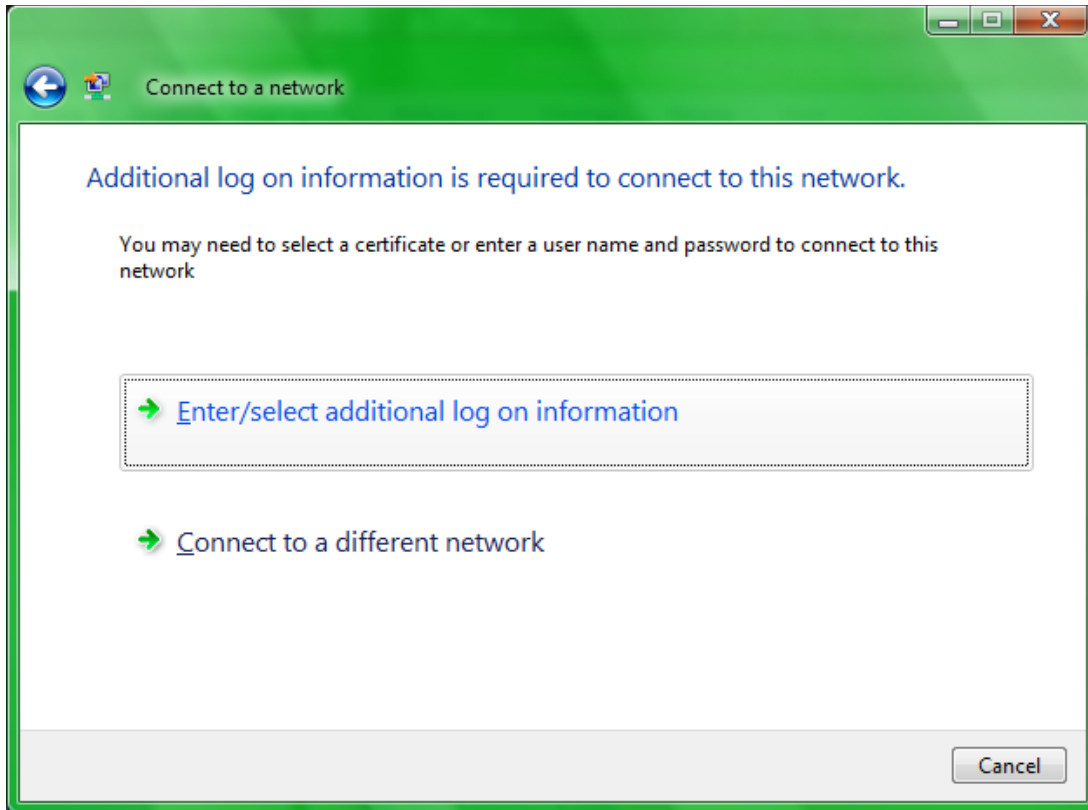 Connect to a network
Additional log on information is required to connect to this network.
You may need to select a certificate or enter a user name and password to connect to this
network
Enter/select additional log on information
Connect to a different network
Cancel